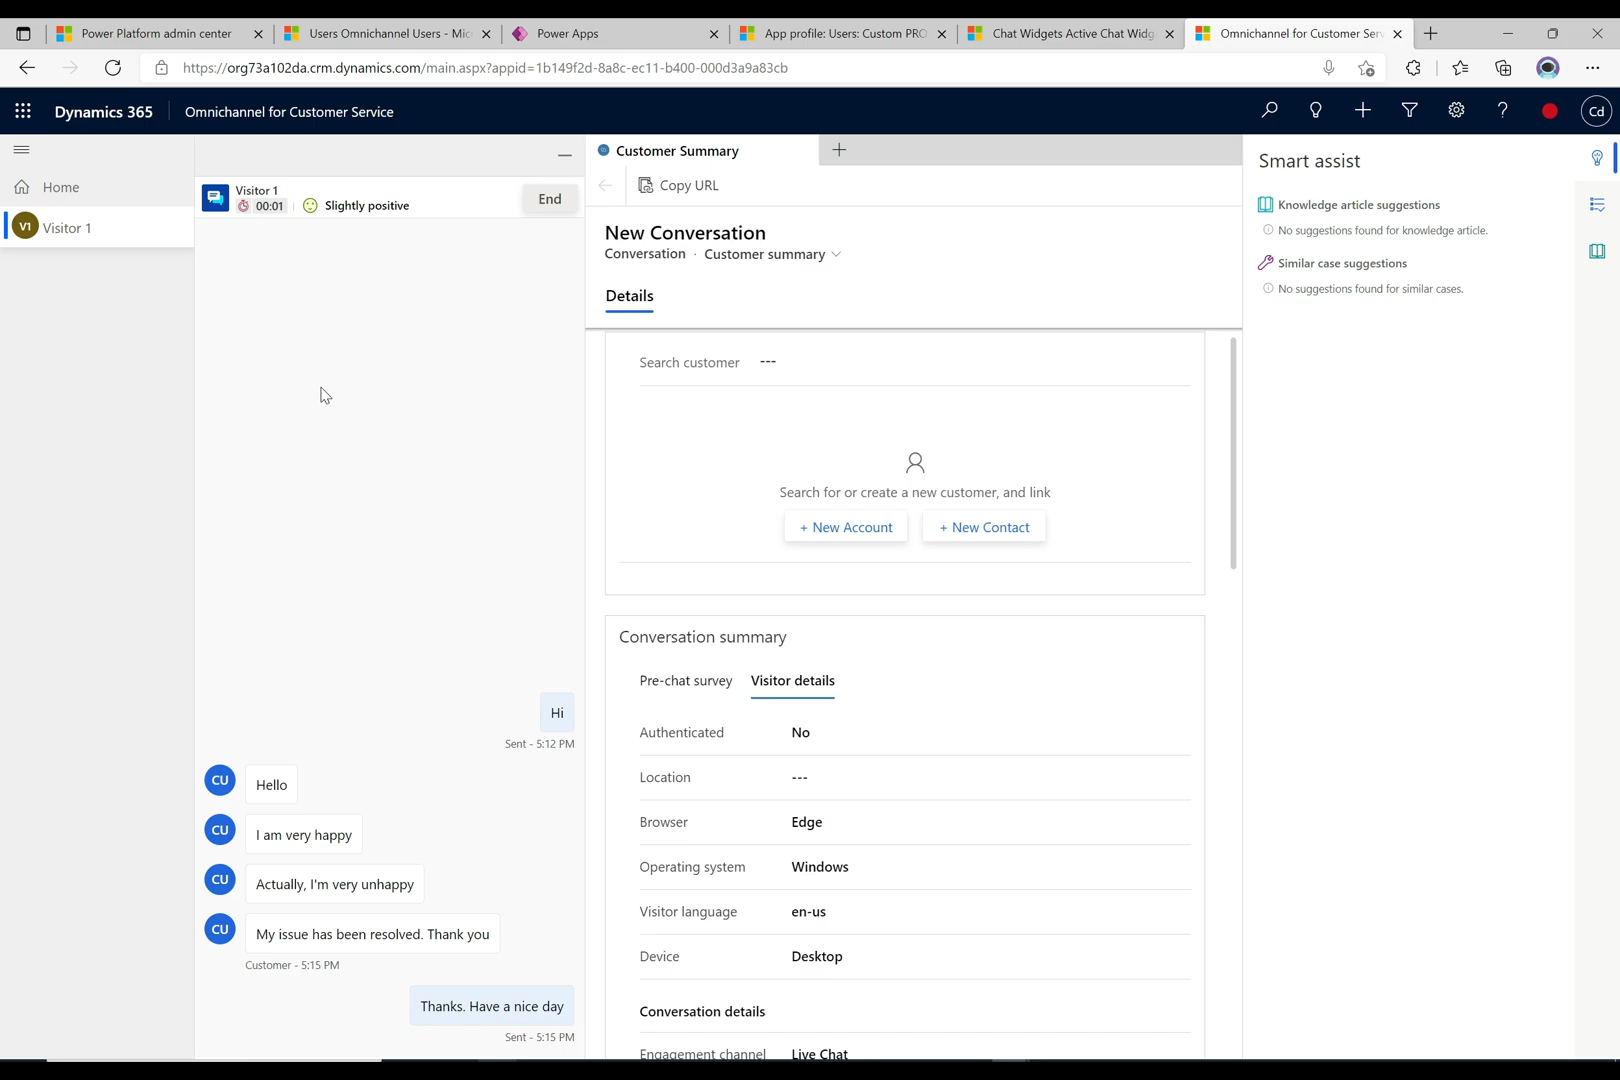 Power Platform admin center
Users Omnichannel Users - Mic
Power Apps
App profile: Users: Custom PRO
Chat Widgets Active Chat Widg
Omnichannel for Customer Serv
https://org73a102da.crm.dynamics.com/main.aspx?appid=1b149f2d-8a8c-ec11-b400-000d3a9a83cb
Dynamics 365
Omnichannel for Customer Service
Cd
Home
V1
Visitor 1
Visitor 1
00:01
Slightly positive
End
Hi
Sent - 5:12 PM
CU
Hello
CU
I am very happy
CU
Actually, I'm very unhappy
CU
My issue has been resolved. Thank you
Customer - 5:15 PM
Thanks. Have a nice day
Sent - 5:15 PM
Customer Summary
Copy URL
New Conversation
Conversation · Customer summary
Details
Search customer ---
Search for or create a new customer, and link
+ New Account
+ New Contact
Conversation summary
Pre-chat survey
Visitor details
Authenticated No
Location ---
Browser Edge
Operating system Windows
Visitor language en-us
Device Desktop
Conversation details
Engagement channel Live Chat
Smart assist
Knowledge article suggestions
No suggestions found for knowledge article.
Similar case suggestions
No suggestions found for similar cases.